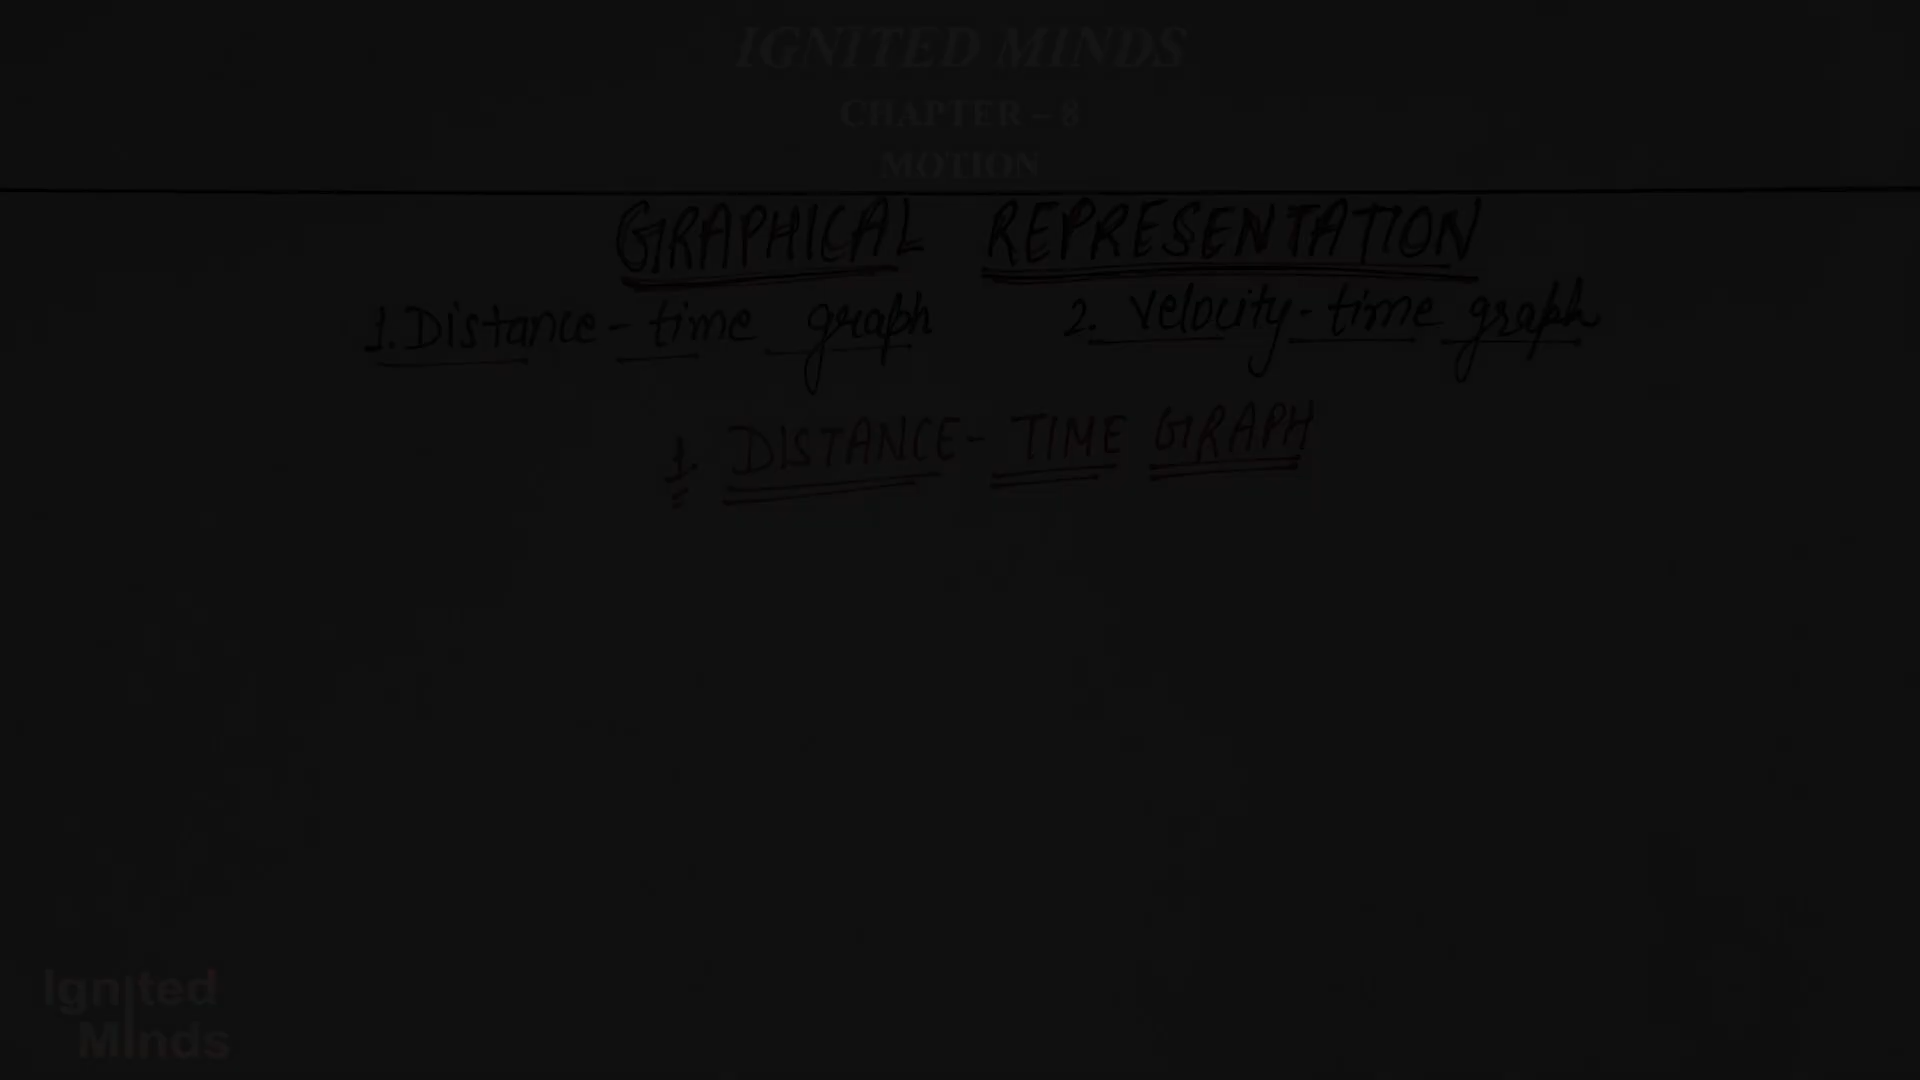 IGNITED MINDS
CHAPTER – 8
MOTION
GRAPHICAL REPRESENTATION
1. Distance - time graph 2. Velocity - time graph
1. DISTANCE - TIME GRAPH
Ignited
Minds